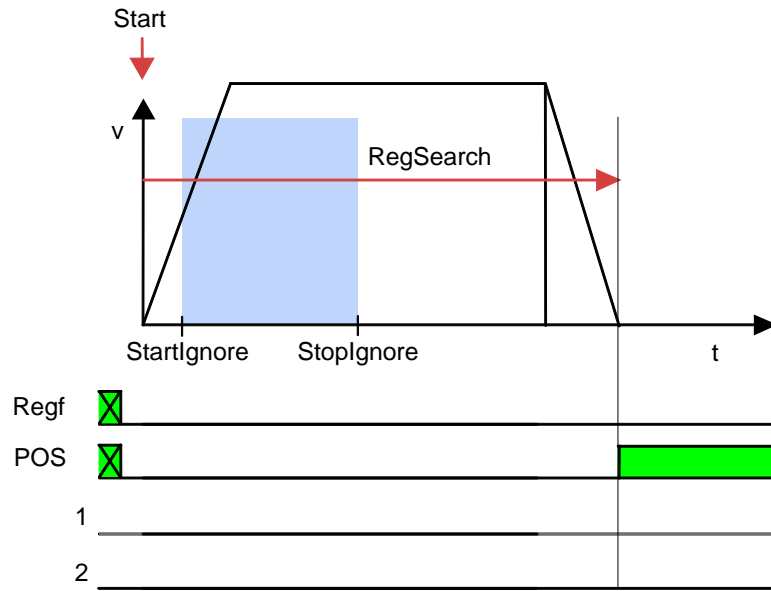 Start
v
RegSearch
StartIgnore
StopIgnore
t
Regf
POS
1
2